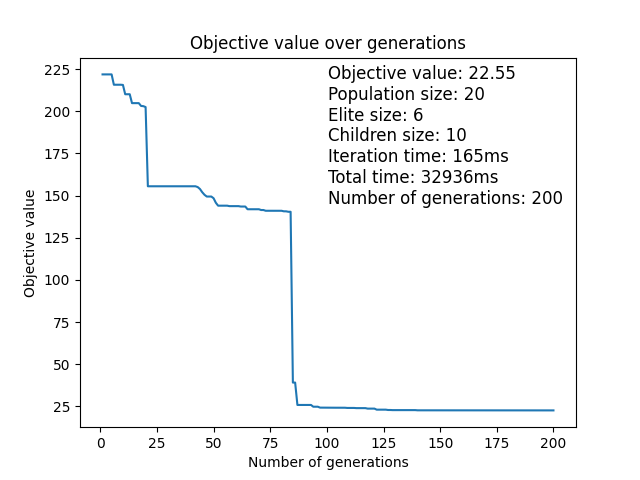 Objective value over generations
Objective value: 22.55
Population size: 20
Elite size: 6
Children size: 10
Iteration time: 165ms
Total time: 32936ms
Number of generations: 200
Objective value
225
200
175
150
125
100
75
50
25
0 25 50 75 100 125 150 175 200
Number of generations